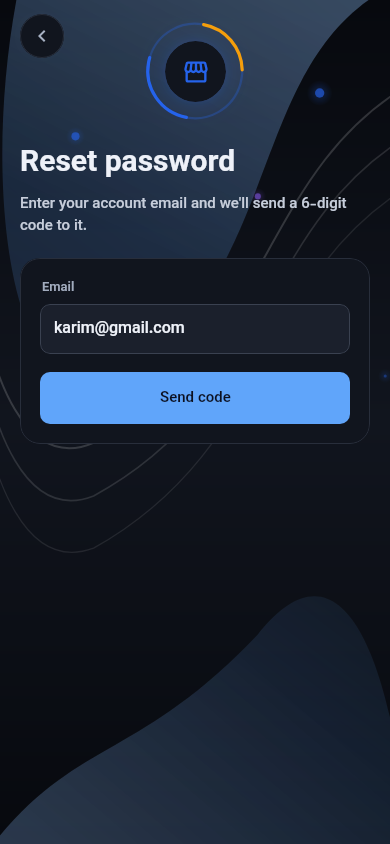 Reset password
Enter your account email and we'll send a 6-digit
code to it.
Email
karim@gmail.com
Send code